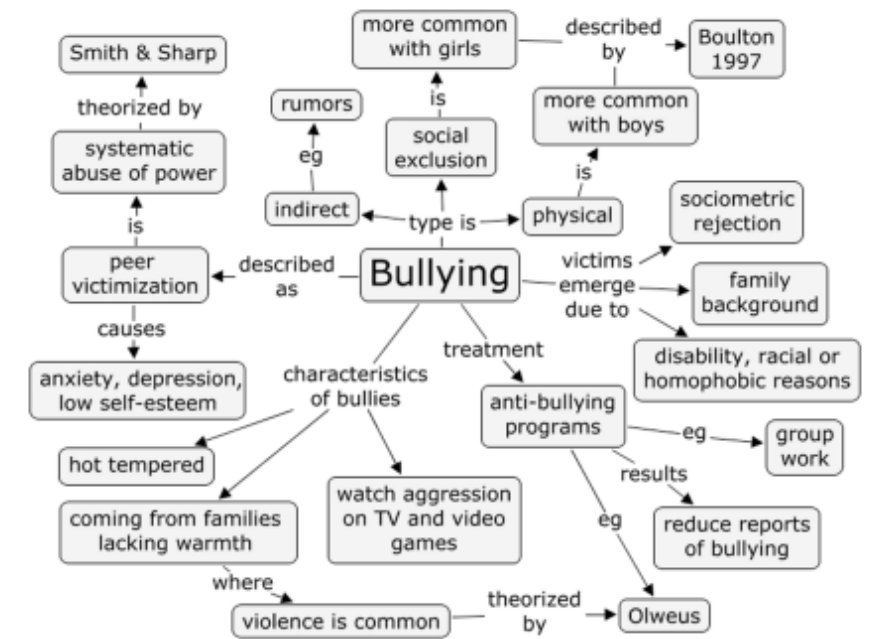 more common
with girls
described
by
Boulton
1997
Smith & Sharp
theorized by
rumors
is
more common
with boys
systematic
abuse of power
eg
social
exclusion
is
sociometric
rejection
is
indirect
type is
physical
peer
victimization
described
as
Bullying
victims
emerge
due to
family
background
causes
treatment
disability, racial or
homophobic reasons
anxiety, depression,
low self-esteem
characteristics
of bullies
anti-bullying
programs
eg
group
work
hot tempered
results
watch aggression
on TV and video
games
coming from families
lacking warmth
eg
reduce reports
of bullying
where
violence is common
theorized
by
Olweus